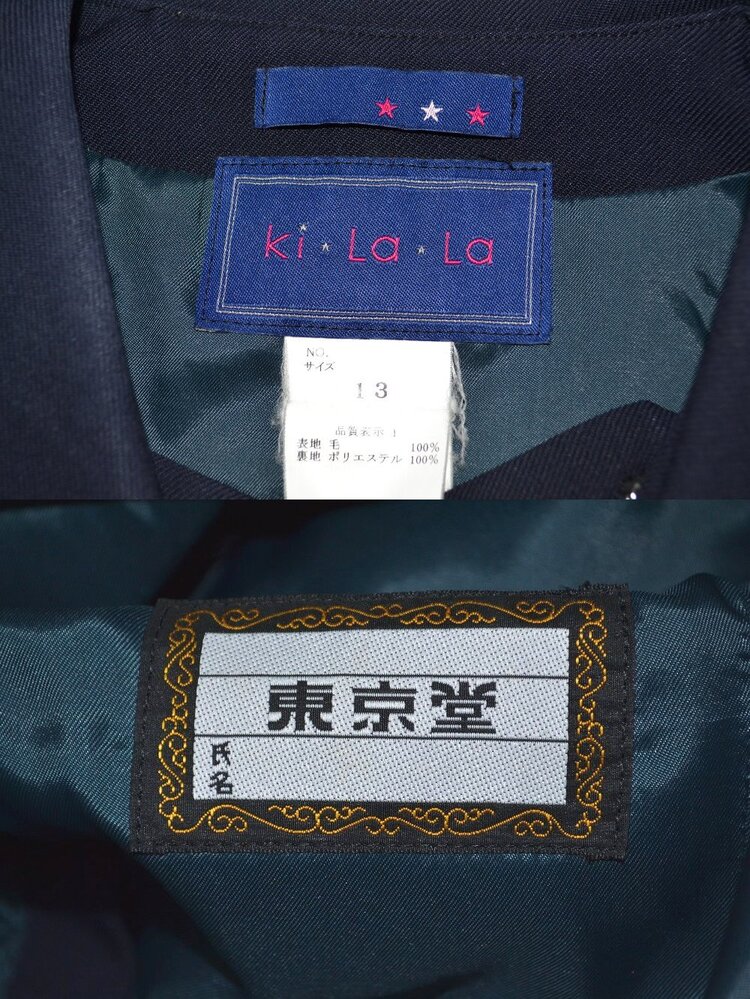 Ki・La・La
NO.
サイズ
13
品質表示 1
表地 毛 100%
裏地 ポリエステル 100%
東京堂
氏名